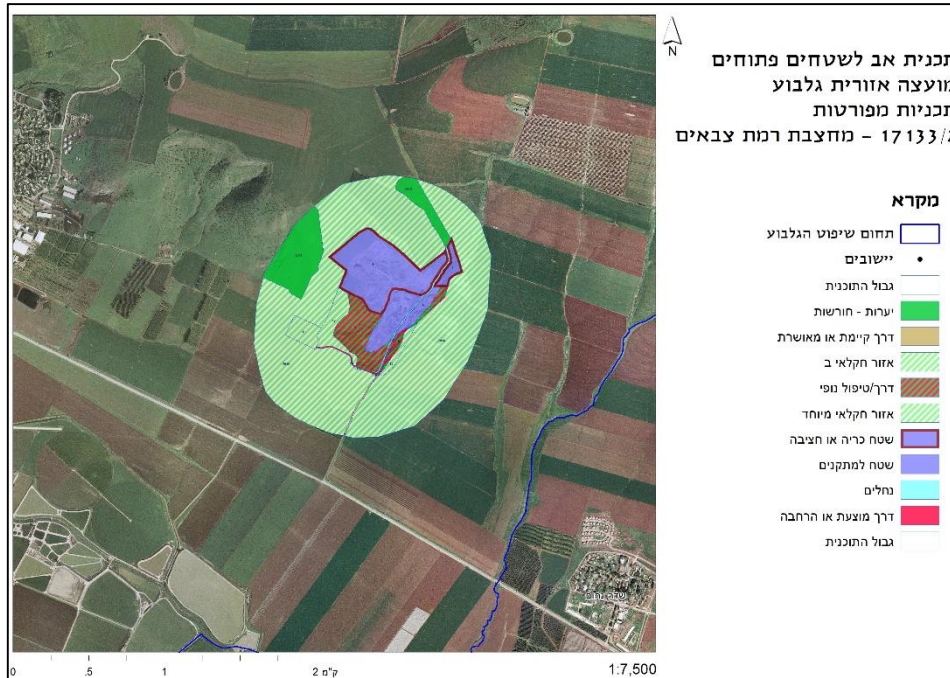 N
תכנית אב לשטחים פתוחים
מועצה אזורית גלבוע
תכניות מפורטות
17133/ - מחצבת רמת צבאים
מקרא
תחום שיפוט הגלבוע
יישובים
גבול התוכנית
יערות - חורשות
דרך קיימת או מאושרת
אזור חקלאי ב
דרך/טיפול נופי
אזור חקלאי מיוחד
שטח כריה או חציבה
שטח למתקנים
נחלים
דרך מוצעת או הרחבה
גבול התוכנית
שדה נחום
0 .5 1 2 ק"מ
1:7,500